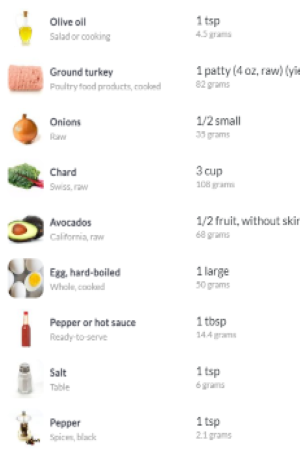 Olive oil 1 tsp
Salad or cooking 4.5 grams
Ground turkey 1 patty (4 oz, raw) (yie
Poultry food products, cooked 82 grams
Onions 1/2 small
Raw 35 grams
Chard 3 cup
Swiss, raw 108 grams
Avocados 1/2 fruit, without skin
California, raw 68 grams
Egg, hard-boiled 1 large
Whole, cooked 50 grams
Pepper or hot sauce 1 tbsp
Ready-to-serve 14.4 grams
Salt 1 tsp
Table 6 grams
Pepper 1 tsp
Spices, black 2.1 grams